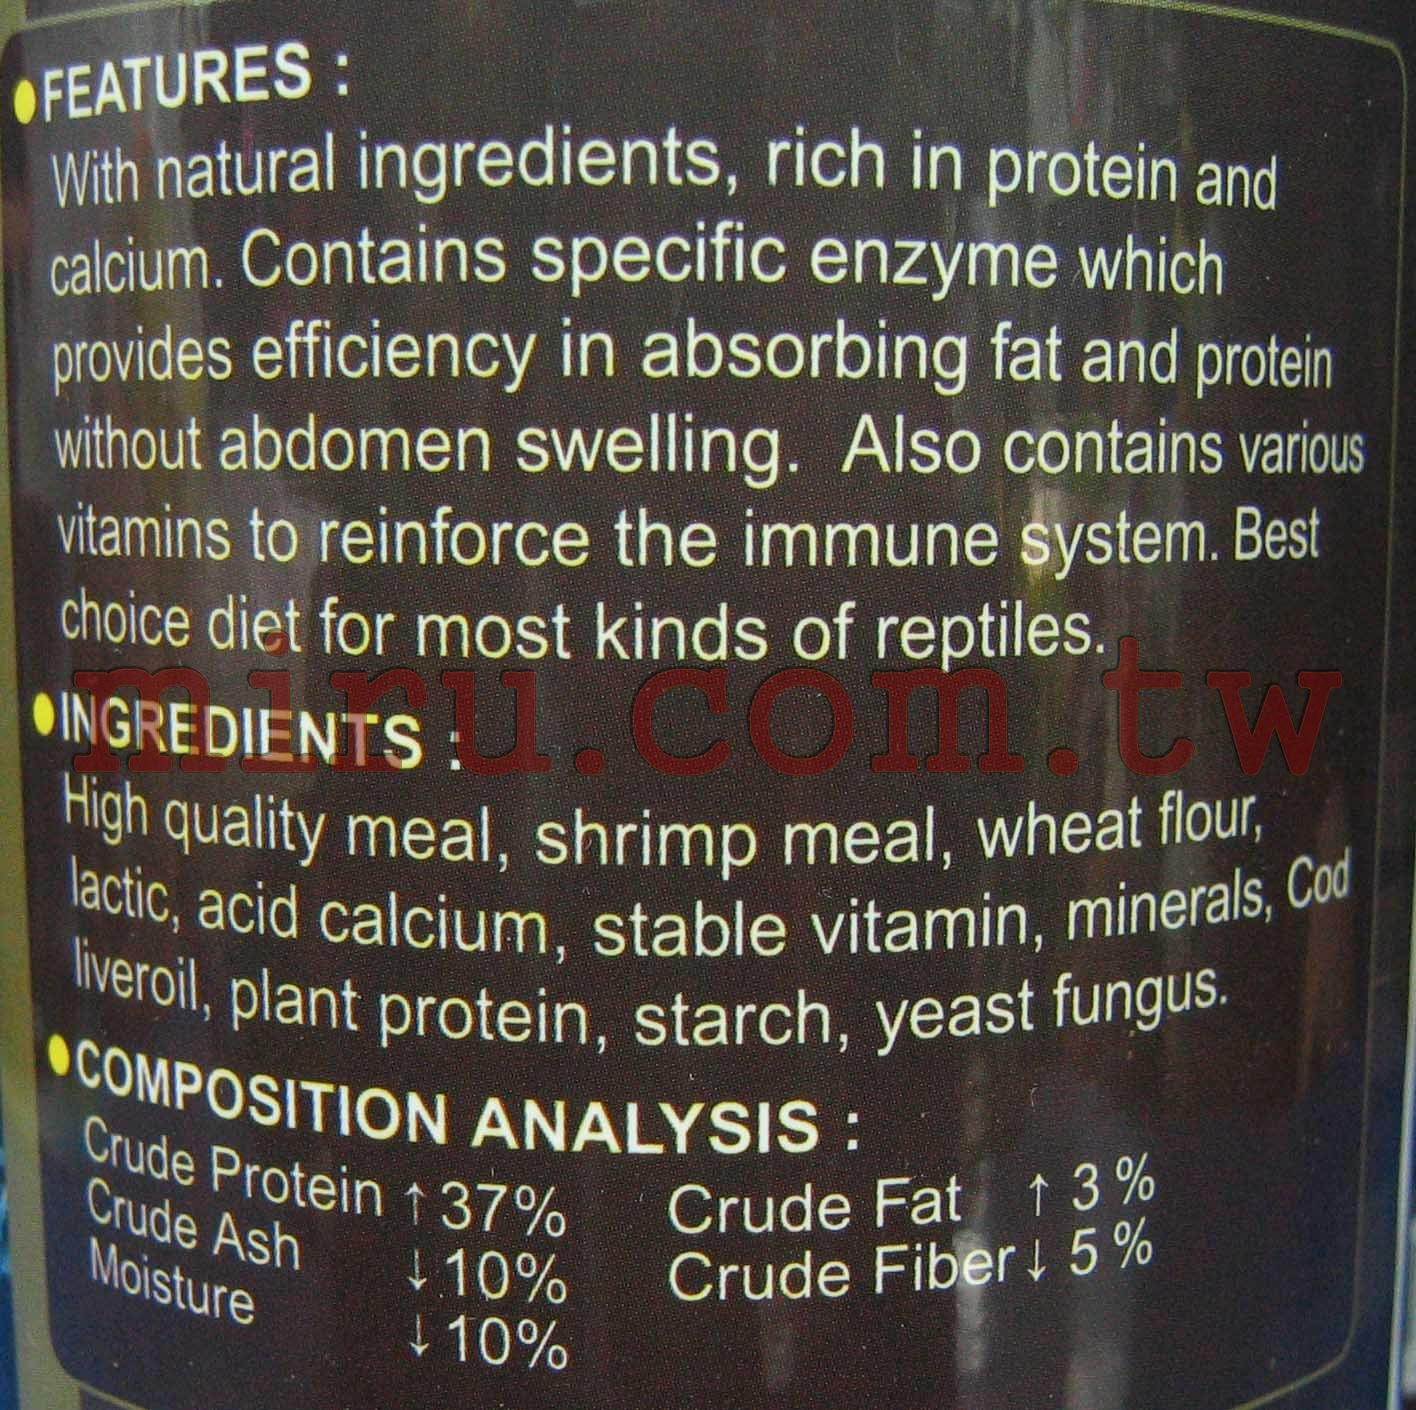 FEATURES :
With natural ingredients, rich in protein and
calcium. Contains specific enzyme which
provides efficiency in absorbing fat and protein
without abdomen swelling. Also contains various
vitamins to reinforce the immune system. Best
choice diet for most kinds of reptiles.
miru.com.tw
INGREDIENTS :
High quality meal, shrimp meal, wheat flour,
lactic, acid calcium, stable vitamin, minerals, Cod
liveroil, plant protein, starch, yeast fungus.
COMPOSITION ANALYSIS :
Crude Protein ↑ 37% Crude Fat ↑ 3 %
Crude Ash ↓ 10% Crude Fiber ↓ 5 %
Moisture ↓ 10%